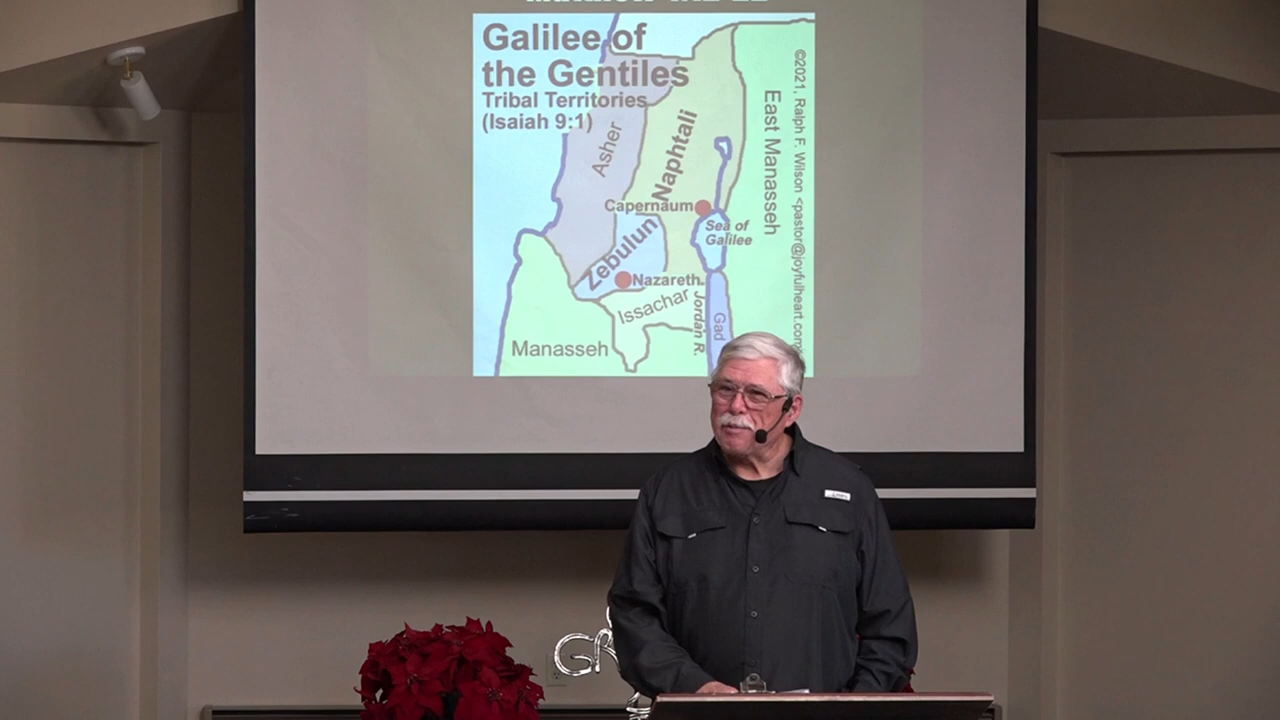 Galilee of
the Gentiles
Tribal Territories
(Isaiah 9:1)
Asher
Naphtali
East Manasseh
©2021, Ralph F. Wilson <pastor@joyfulheart.com>
Capernaum
Sea of
Galilee
Zebulun
Nazareth
Issachar
Jordan R.
Gad
Manasseh
GR